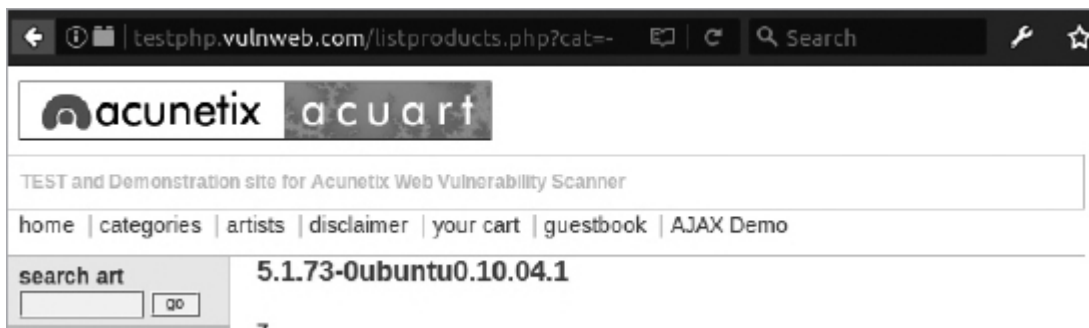 testphp.vulnweb.com/listproducts.php?cat=- Search
acunetix acuart
TEST and Demonstration site for Acunetix Web Vulnerability Scanner
home | categories | artists | disclaimer | your cart | guestbook | AJAX Demo
search art
go
5.1.73-0ubuntu0.10.04.1